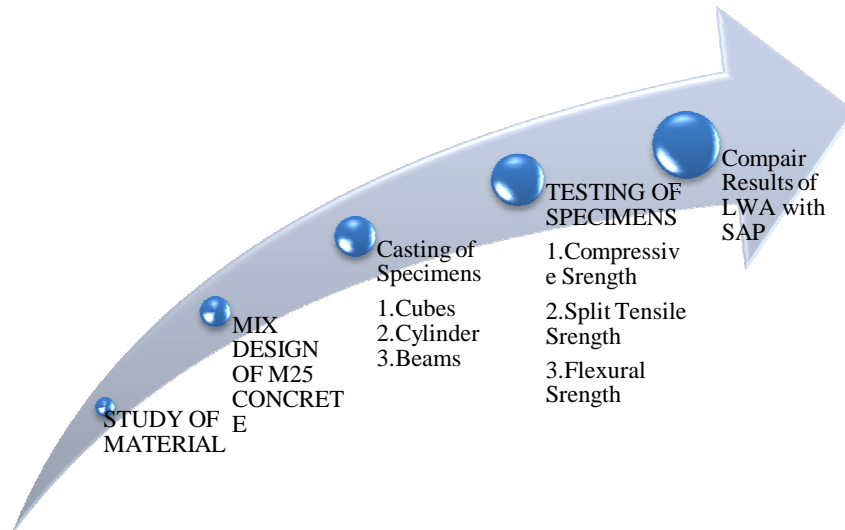 STUDY OF
MATERIAL
MIX
DESIGN
OF M25
CONCRET
E
Casting of
Specimens
1.Cubes
2.Cylinder
3.Beams
TESTING OF
SPECIMENS
1.Compressiv
e Srength
2.Split Tensile
Srength
3.Flexural
Srength
Compair
Results of
LWA with
SAP